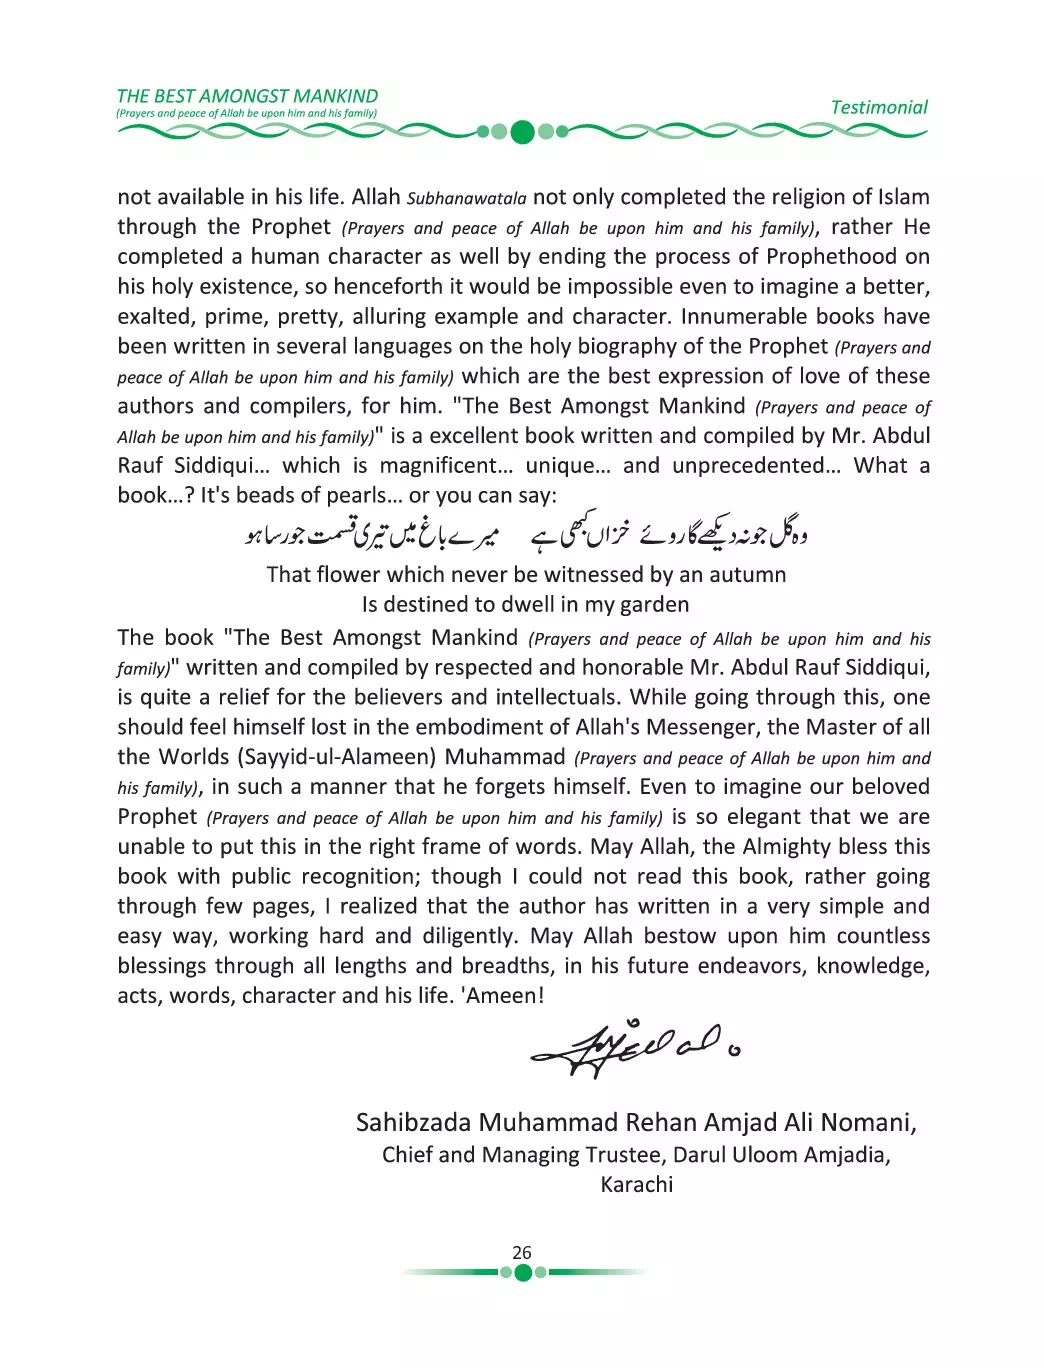 THE BEST AMONGST MANKIND
(Prayers and peace of Allah be upon him and his family)
Testimonial
not available in his life. Allah Subhanawatala not only completed the religion of Islam
through the Prophet (Prayers and peace of Allah be upon him and his family), rather He
completed a human character as well by ending the process of Prophethood on
his holy existence, so henceforth it would be impossible even to imagine a better,
exalted, prime, pretty, alluring example and character. Innumerable books have
been written in several languages on the holy biography of the Prophet (Prayers and
peace of Allah be upon him and his family) which are the best expression of love of these
authors and compilers, for him. "The Best Amongst Mankind (Prayers and peace of
Allah be upon him and his family)" is a excellent book written and compiled by Mr. Abdul
Rauf Siddiqui... which is magnificent... unique... and unprecedented... What a
book...? It's beads of pearls... or you can say:
وہ گل جو نہ دیکھے گا روئے خزاں کبھی ہے میرے باغ میں تیری قسمت جو رسا ہو
That flower which never be witnessed by an autumn
Is destined to dwell in my garden
The book "The Best Amongst Mankind (Prayers and peace of Allah be upon him and his
family)" written and compiled by respected and honorable Mr. Abdul Rauf Siddiqui,
is quite a relief for the believers and intellectuals. While going through this, one
should feel himself lost in the embodiment of Allah's Messenger, the Master of all
the Worlds (Sayyid-ul-Alameen) Muhammad (Prayers and peace of Allah be upon him and
his family), in such a manner that he forgets himself. Even to imagine our beloved
Prophet (Prayers and peace of Allah be upon him and his family) is so elegant that we are
unable to put this in the right frame of words. May Allah, the Almighty bless this
book with public recognition; though I could not read this book, rather going
through few pages, I realized that the author has written in a very simple and
easy way, working hard and diligently. May Allah bestow upon him countless
blessings through all lengths and breadths, in his future endeavors, knowledge,
acts, words, character and his life. 'Ameen!
Sahibzada Muhammad Rehan Amjad Ali Nomani,
Chief and Managing Trustee, Darul Uloom Amjadia,
Karachi
26